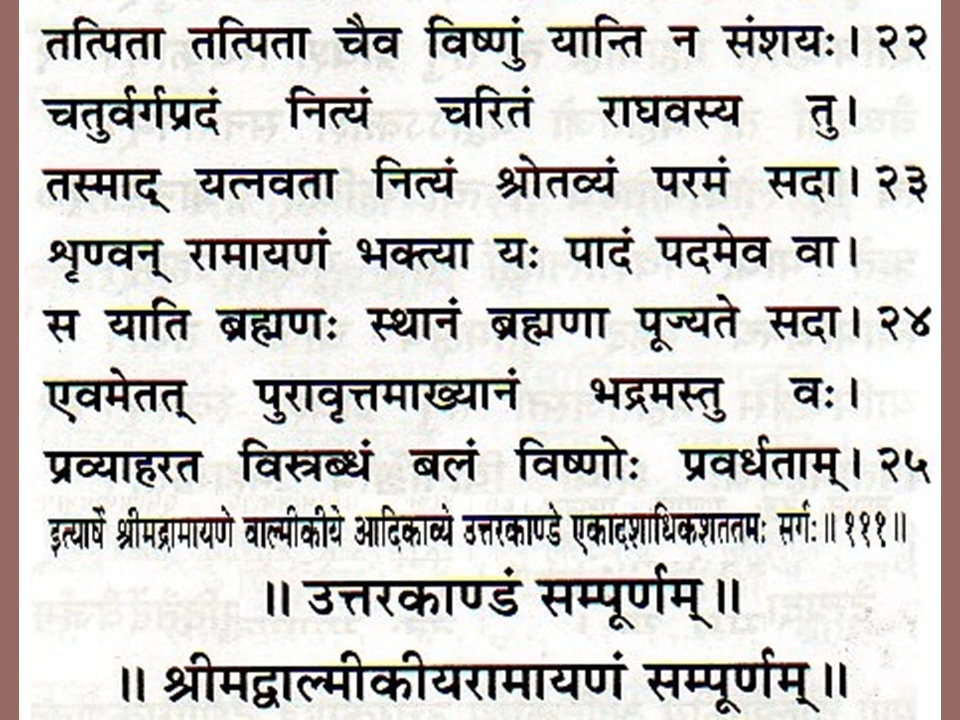 तत्पिता तत्पिता चैव विष्णुं यान्ति न संशयः। २२
चतुर्वर्गप्रदं नित्यं चरितं राघवस्य तु।
तस्माद् यत्नवता नित्यं श्रोतव्यं परमं सदा। २३
शृण्वन् रामायणं भक्त्या यः पादं पदमेव वा।
स याति ब्रह्मणः स्थानं ब्रह्मणा पूज्यते सदा। २४
एवमेतत् पुरावृत्तमाख्यानं भद्रमस्तु वः।
प्रव्याहरत विस्त्रब्धं बलं विष्णोः प्रवर्धताम्। २५
इत्यार्षे श्रीमद्रामायणे वाल्मीकीये आदिकाव्ये उत्तरकाण्डे एकादशाधिकशततमः सर्गः॥ १११॥
॥ उत्तरकाण्डं सम्पूर्णम्॥
॥ श्रीमद्वाल्मीकीयरामायणं सम्पूर्णम्॥